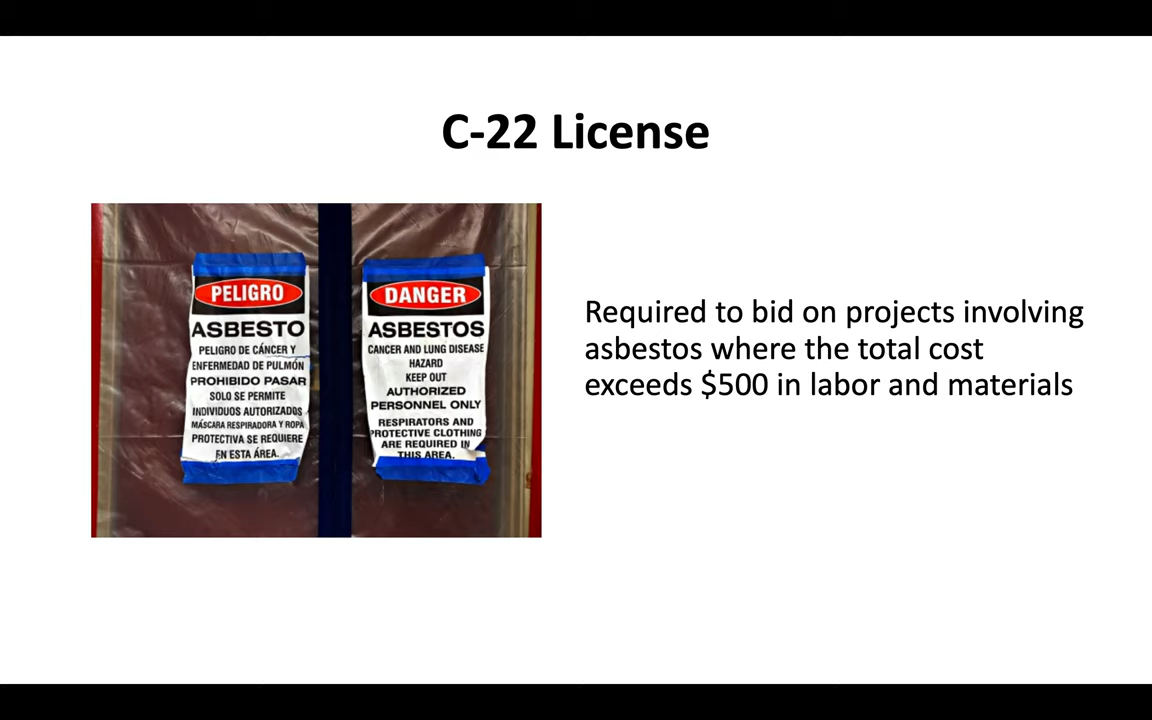 C-22 License
PELIGRO
ASBESTO
PELIGRO DE CÁNCER Y
ENFERMEDAD DE PULMÓN
PROHIBIDO PASAR
SOLO SE PERMITE
INDIVIDUOS AUTORIZADOS
MÁSCARA RESPIRADORA Y ROPA
PROTECTIVA SE REQUIERE
EN ESTA ÁREA.
DANGER
ASBESTOS
CANCER AND LUNG DISEASE
HAZARD
KEEP OUT
AUTHORIZED
PERSONNEL ONLY
RESPIRATORS AND
PROTECTIVE CLOTHING
ARE REQUIRED IN
THIS AREA.
Required to bid on projects involving
asbestos where the total cost
exceeds $500 in labor and materials